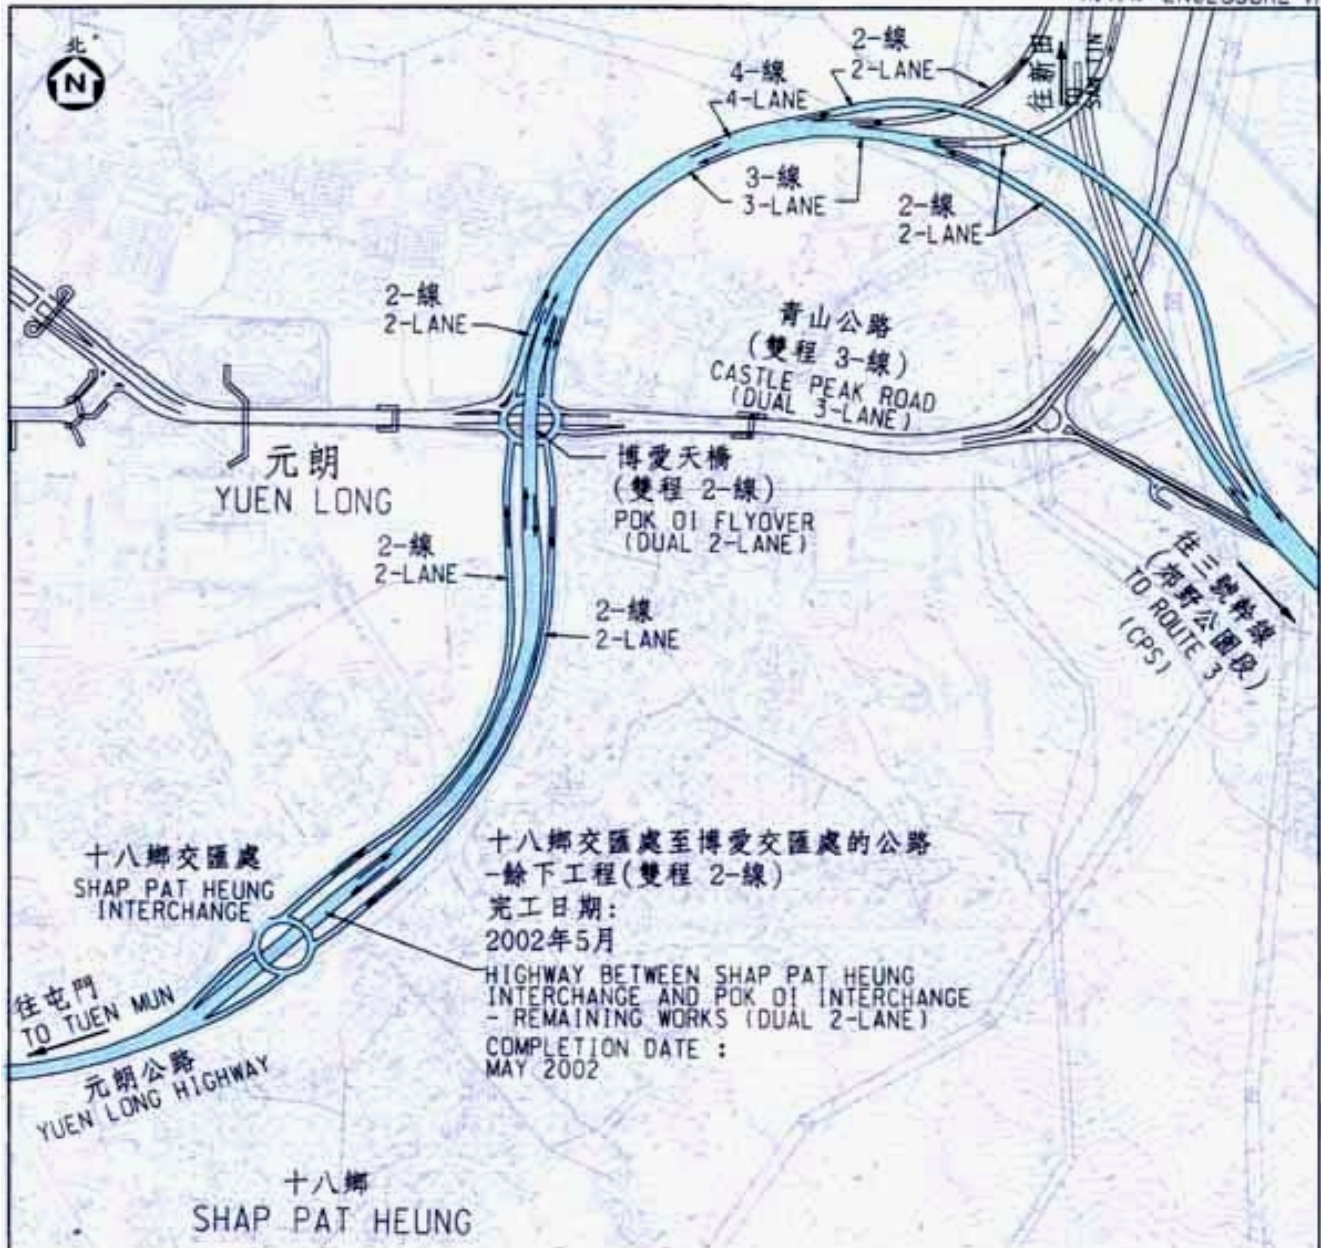 北
N
2-線
2-LANE
4-線
4-LANE
往新田
TO
SAN TIN
3-線
3-LANE
2-線
2-LANE
2-線
2-LANE
青山公路
(雙程 3-線)
CASTLE PEAK ROAD
(DUAL 3-LANE)
元朗
YUEN LONG
博愛天橋
(雙程 2-線)
POK OI FLYOVER
(DUAL 2-LANE)
2-線
2-LANE
2-線
2-LANE
往三號幹線
(郊野公園段)
TO ROUTE 3
(CPS)
十八鄉交匯處
SHAP PAT HEUNG
INTERCHANGE
十八鄉交匯處至博愛交匯處的公路
-餘下工程(雙程 2-線)
完工日期:
2002年5月
HIGHWAY BETWEEN SHAP PAT HEUNG
INTERCHANGE AND POK OI INTERCHANGE
- REMAINING WORKS (DUAL 2-LANE)
COMPLETION DATE :
MAY 2002
往屯門
TO TUEN MUN
元朗公路
YUEN LONG HIGHWAY
十八鄉
SHAP PAT HEUNG